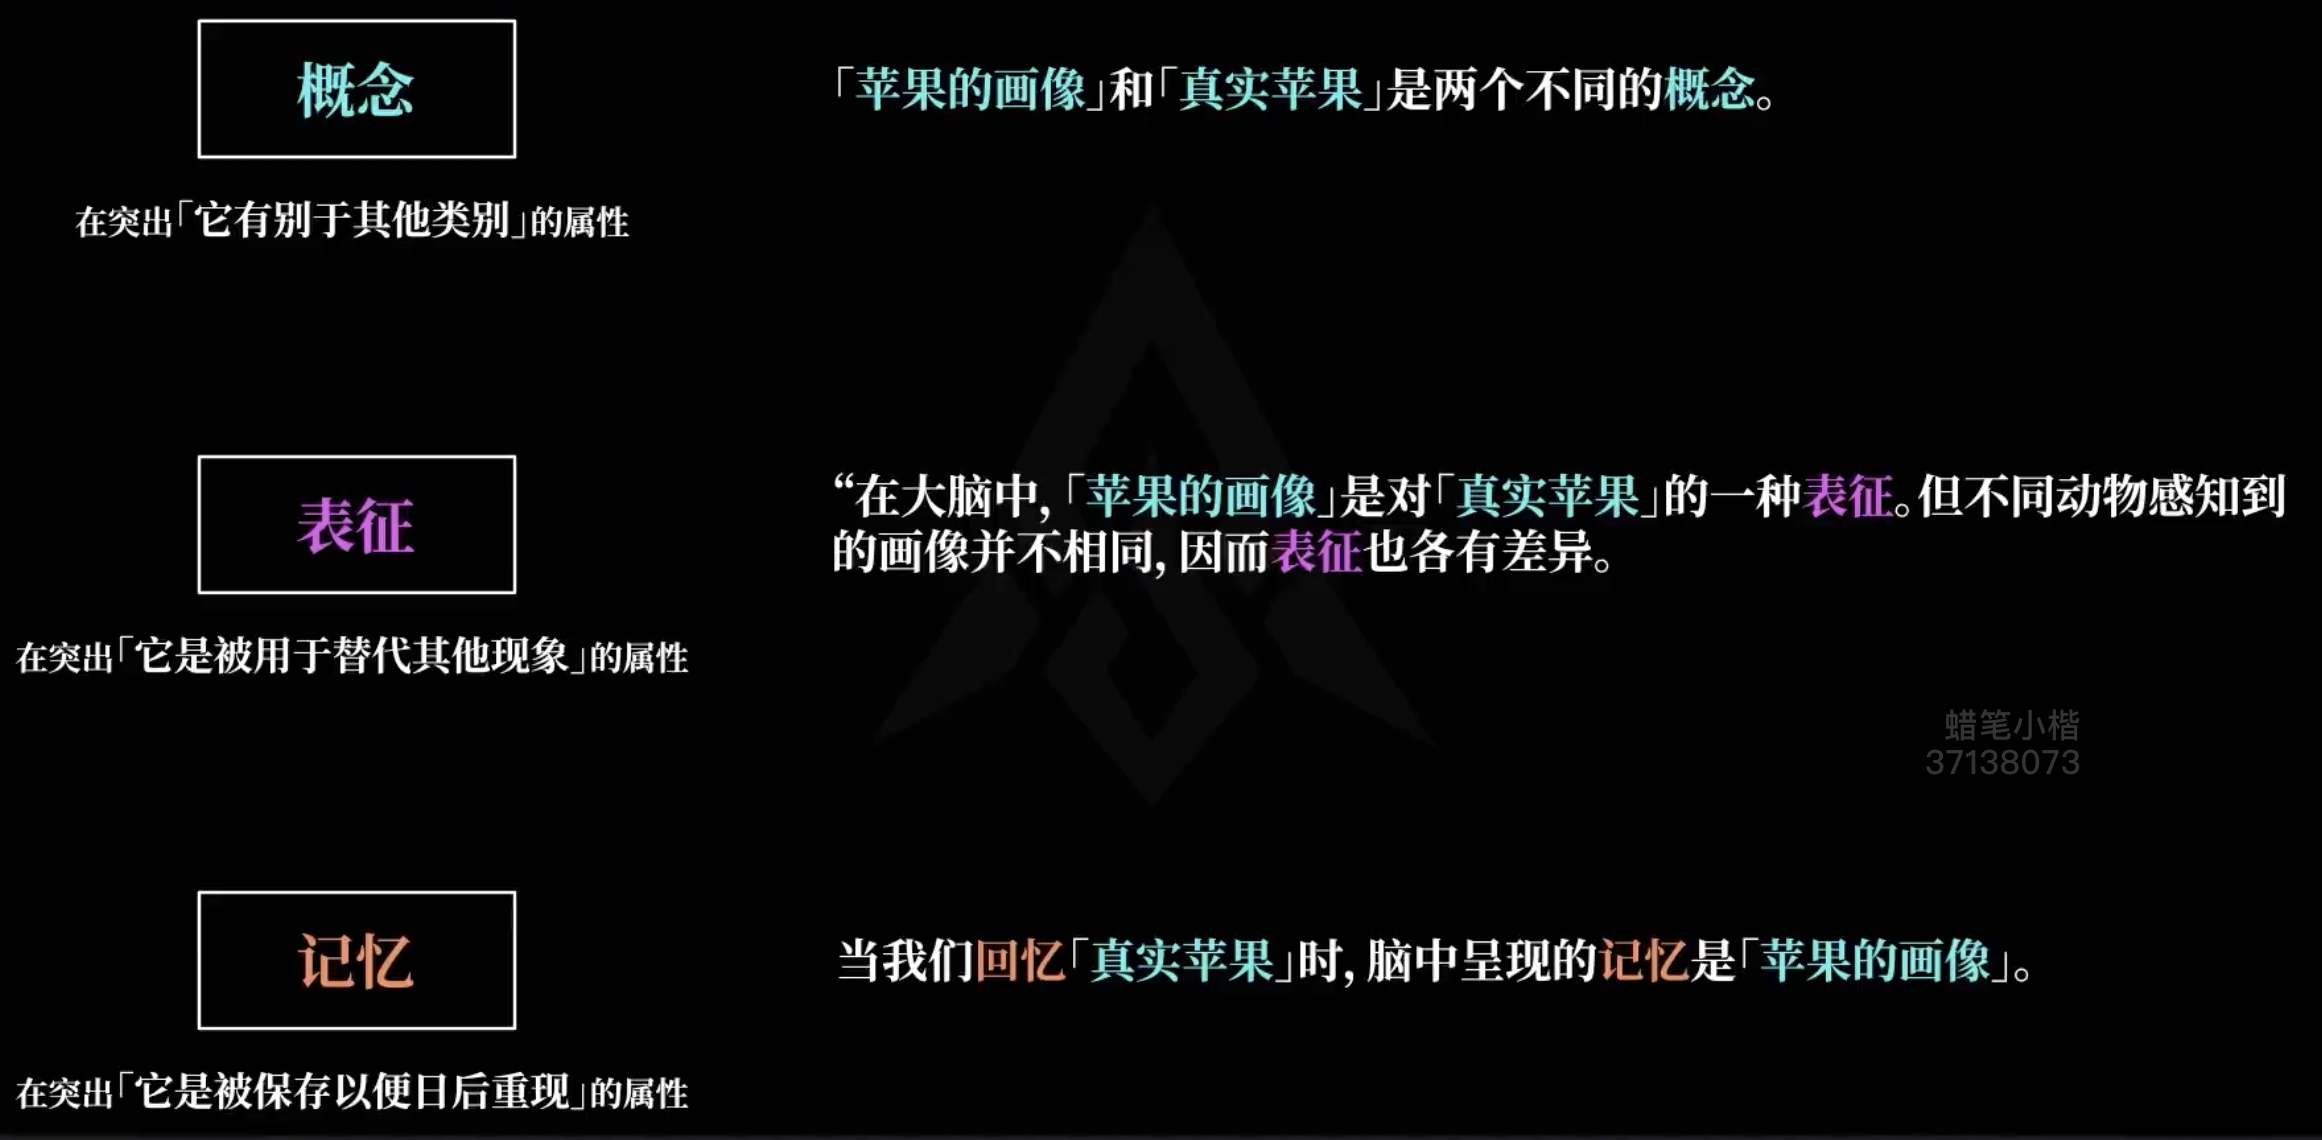 概念
「苹果的画像」和「真实苹果」是两个不同的概念。
在突出「它有别于其他类别」的属性
表征
“在大脑中,「苹果的画像」是对「真实苹果」的一种表征。但不同动物感知到
的画像并不相同,因而表征也各有差异。
在突出「它是被用于替代其他现象」的属性
蜡笔小楷
37138073
记忆
当我们回忆「真实苹果」时,脑中呈现的记忆是「苹果的画像」。
在突出「它是被保存以便日后重现」的属性